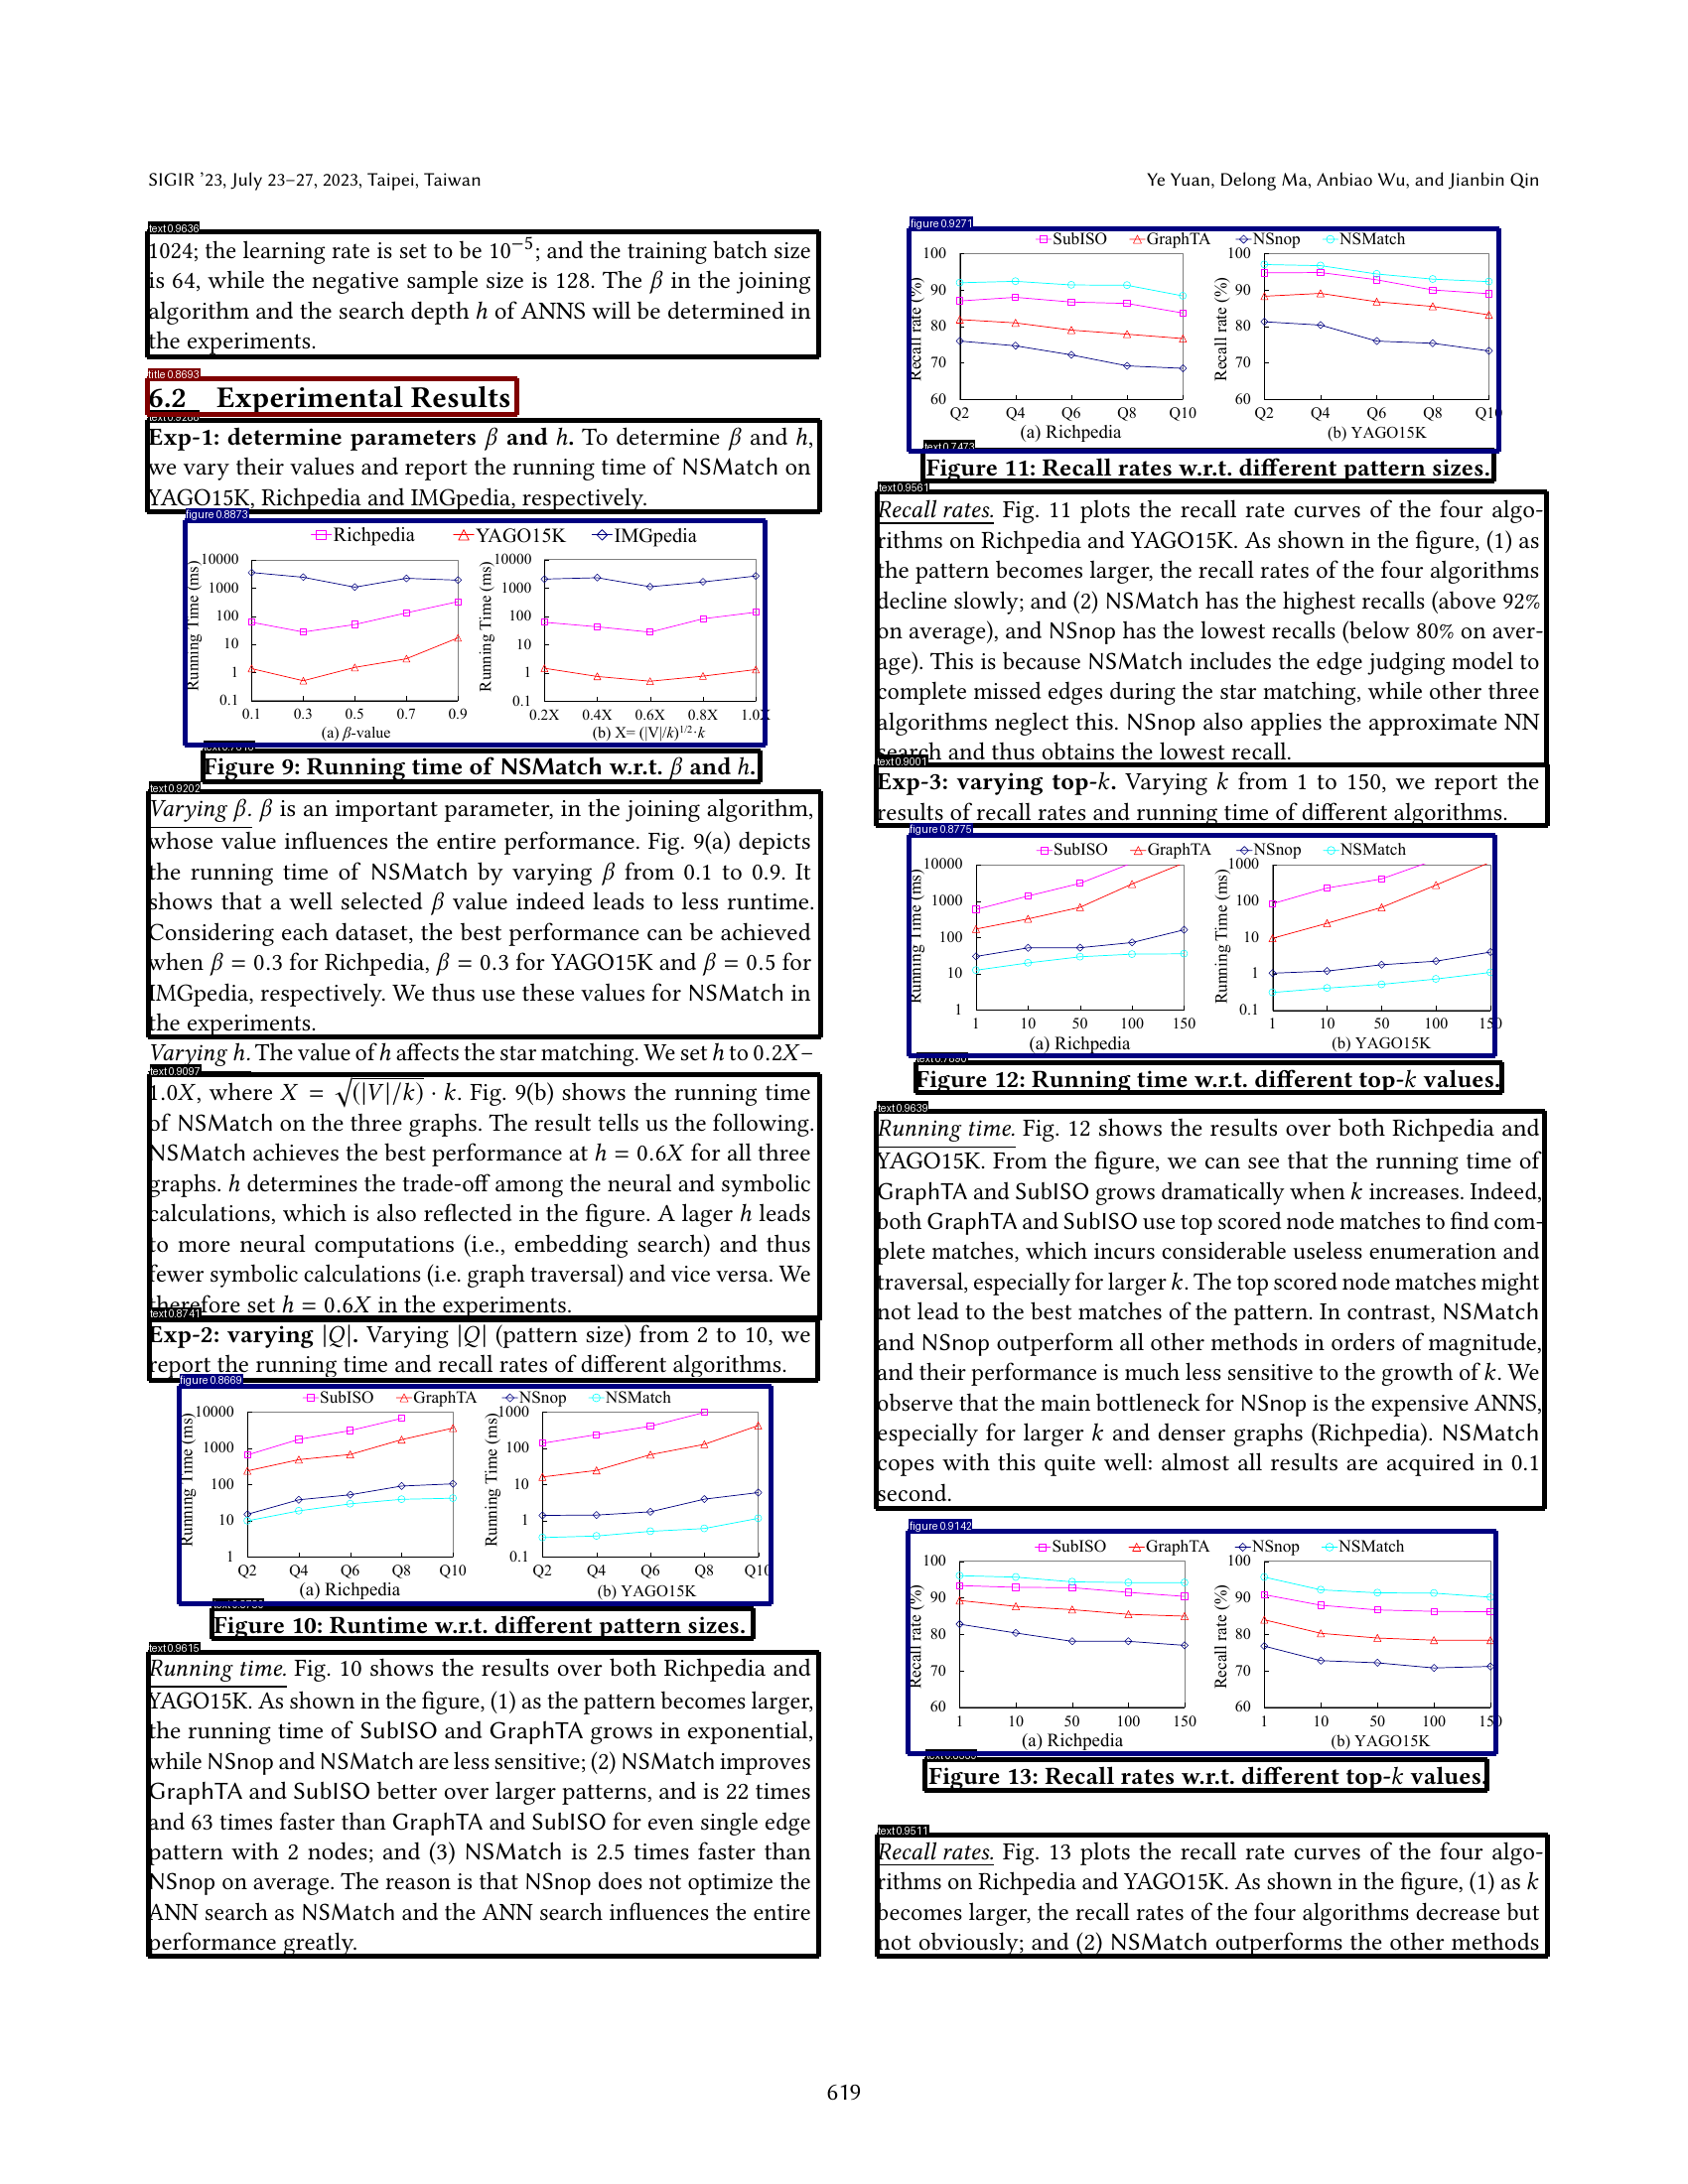 SIGIR ’23, July 23–27, 2023, Taipei, Taiwan
Ye Yuan, Delong Ma, Anbiao Wu, and Jianbin Qin
text 0.9636
1024; the learning rate is set to be 10⁻⁵; and the training batch size
is 64, while the negative sample size is 128. The β in the joining
algorithm and the search depth h of ANNS will be determined in
the experiments.
title 0.8693
6.2 Experimental Results
Exp-1: determine parameters β and h. To determine β and h,
we vary their values and report the running time of NSMatch on
YAGO15K, Richpedia and IMGpedia, respectively.
figure 0.8873
Richpedia YAGO15K IMGpedia
Running Time (ms)
10000
1000
100
10
1
0.1
0.1 0.3 0.5 0.7 0.9
(a) β-value
Running Time (ms)
10000
1000
100
10
1
0.1
0.2X 0.4X 0.6X 0.8X 1.0X
(b) X= (|V|/k)^1/2·k
Figure 9: Running time of NSMatch w.r.t. β and h.
text 0.9202
Varying β. β is an important parameter, in the joining algorithm,
whose value influences the entire performance. Fig. 9(a) depicts
the running time of NSMatch by varying β from 0.1 to 0.9. It
shows that a well selected β value indeed leads to less runtime.
Considering each dataset, the best performance can be achieved
when β = 0.3 for Richpedia, β = 0.3 for YAGO15K and β = 0.5 for
IMGpedia, respectively. We thus use these values for NSMatch in
the experiments.
Varying h. The value of h affects the star matching. We set h to 0.2X–
text 0.9097
1.0X, where X = √(|V|/k) · k. Fig. 9(b) shows the running time
of NSMatch on the three graphs. The result tells us the following.
NSMatch achieves the best performance at h = 0.6X for all three
graphs. h determines the trade-off among the neural and symbolic
calculations, which is also reflected in the figure. A lager h leads
to more neural computations (i.e., embedding search) and thus
fewer symbolic calculations (i.e. graph traversal) and vice versa. We
therefore set h = 0.6X in the experiments.
text 0.8741
Exp-2: varying |Q|. Varying |Q| (pattern size) from 2 to 10, we
report the running time and recall rates of different algorithms.
figure 0.8669
SubISO GraphTA NSnop NSMatch
Running Time (ms)
10000
1000
100
10
1
Q2 Q4 Q6 Q8 Q10
(a) Richpedia
Running Time (ms)
1000
100
10
1
0.1
Q2 Q4 Q6 Q8 Q10
(b) YAGO15K
Figure 10: Runtime w.r.t. different pattern sizes.
text 0.9615
Running time. Fig. 10 shows the results over both Richpedia and
YAGO15K. As shown in the figure, (1) as the pattern becomes larger,
the running time of SubISO and GraphTA grows in exponential,
while NSnop and NSMatch are less sensitive; (2) NSMatch improves
GraphTA and SubISO better over larger patterns, and is 22 times
and 63 times faster than GraphTA and SubISO for even single edge
pattern with 2 nodes; and (3) NSMatch is 2.5 times faster than
NSnop on average. The reason is that NSnop does not optimize the
ANN search as NSMatch and the ANN search influences the entire
performance greatly.
figure 0.9271
SubISO GraphTA NSnop NSMatch
Recall rate (%)
100
90
80
70
60
Q2 Q4 Q6 Q8 Q10
(a) Richpedia
Recall rate (%)
100
90
80
70
60
Q2 Q4 Q6 Q8 Q10
(b) YAGO15K
text 0.7473
Figure 11: Recall rates w.r.t. different pattern sizes.
text 0.9561
Recall rates. Fig. 11 plots the recall rate curves of the four algo-
rithms on Richpedia and YAGO15K. As shown in the figure, (1) as
the pattern becomes larger, the recall rates of the four algorithms
decline slowly; and (2) NSMatch has the highest recalls (above 92%
on average), and NSnop has the lowest recalls (below 80% on aver-
age). This is because NSMatch includes the edge judging model to
complete missed edges during the star matching, while other three
algorithms neglect this. NSnop also applies the approximate NN
search and thus obtains the lowest recall.
text 0.9001
Exp-3: varying top-k. Varying k from 1 to 150, we report the
results of recall rates and running time of different algorithms.
figure 0.8775
SubISO GraphTA NSnop NSMatch
Running Time (ms)
10000
1000
100
10
1
1 10 50 100 150
(a) Richpedia
Running Time (ms)
1000
100
10
1
0.1
1 10 50 100 150
(b) YAGO15K
Figure 12: Running time w.r.t. different top-k values.
text 0.9639
Running time. Fig. 12 shows the results over both Richpedia and
YAGO15K. From the figure, we can see that the running time of
GraphTA and SubISO grows dramatically when k increases. Indeed,
both GraphTA and SubISO use top scored node matches to find com-
plete matches, which incurs considerable useless enumeration and
traversal, especially for larger k. The top scored node matches might
not lead to the best matches of the pattern. In contrast, NSMatch
and NSnop outperform all other methods in orders of magnitude,
and their performance is much less sensitive to the growth of k. We
observe that the main bottleneck for NSnop is the expensive ANNS,
especially for larger k and denser graphs (Richpedia). NSMatch
copes with this quite well: almost all results are acquired in 0.1
second.
figure 0.9142
SubISO GraphTA NSnop NSMatch
Recall rate (%)
100
90
80
70
60
1 10 50 100 150
(a) Richpedia
Recall rate (%)
100
90
80
70
60
1 10 50 100 150
(b) YAGO15K
Figure 13: Recall rates w.r.t. different top-k values.
text 0.9511
Recall rates. Fig. 13 plots the recall rate curves of the four algo-
rithms on Richpedia and YAGO15K. As shown in the figure, (1) as k
becomes larger, the recall rates of the four algorithms decrease but
not obviously; and (2) NSMatch outperforms the other methods
619